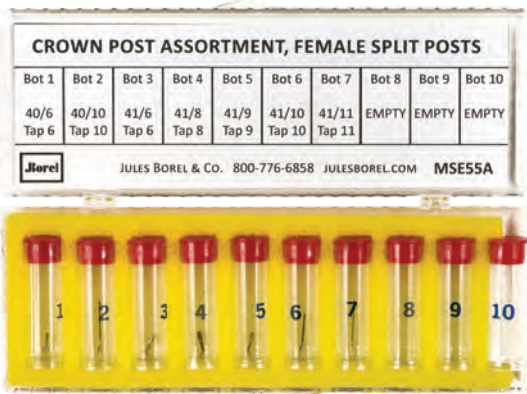 CROWN POST ASSORTMENT, FEMALE SPLIT POSTS
Bot 1 Bot 2 Bot 3 Bot 4 Bot 5 Bot 6 Bot 7 Bot 8 Bot 9 Bot 10
40/6 40/10 41/6 41/8 41/9 41/10 41/11 EMPTY EMPTY EMPTY
Tap 6 Tap 10 Tap 6 Tap 8 Tap 9 Tap 10 Tap 11
Jborel JULES BOREL & CO. 800-776-6858 JULESBOREL.COM MSE55A
1 2 3 4 5 6 7 8 9 10